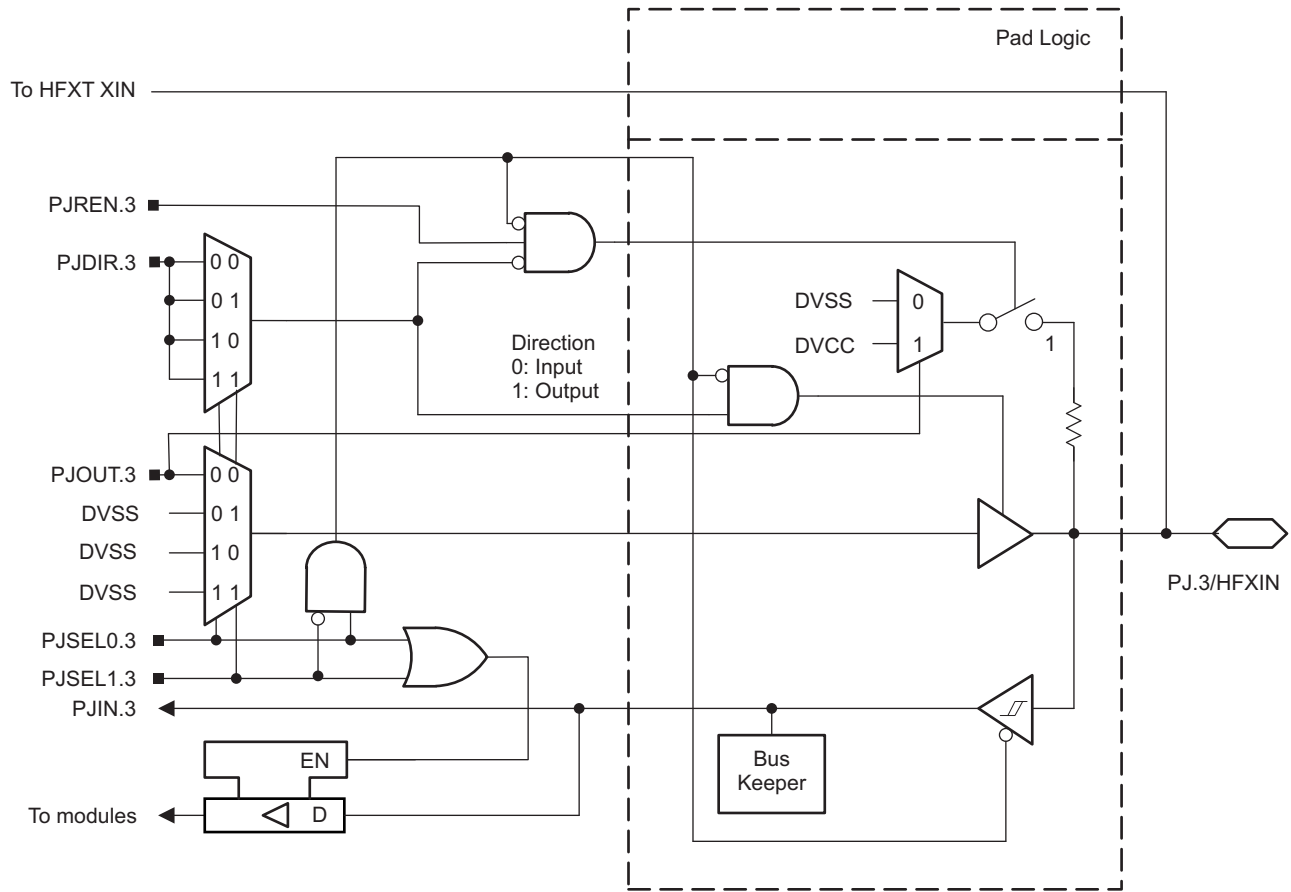 Pad Logic
To HFXT XIN
PJREN.3
PJDIR.3
0 0
0 1
1 0
1 1
DVSS
0
DVCC
1
1
Direction
0: Input
1: Output
PJOUT.3
0 0
DVSS
0 1
DVSS
1 0
DVSS
1 1
PJ.3/HFXIN
PJSEL0.3
PJSEL1.3
PJIN.3
EN
Bus
Keeper
To modules
D